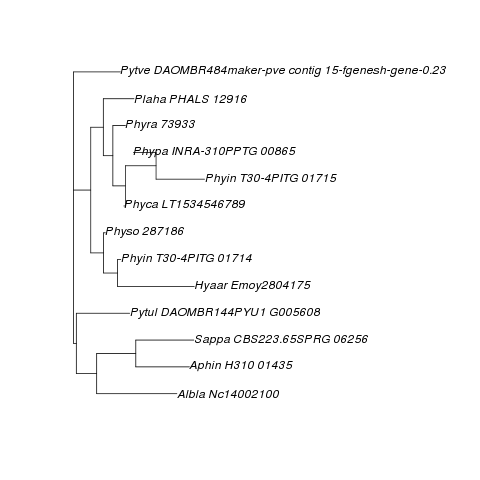 Pytve DAOMBR484maker-pve contig 15-fgenesh-gene-0.23
Plaha PHALS 12916
Phyra 73933
Phypa INRA-310PPTG 00865
Phyin T30-4PITG 01715
Phyca LT1534546789
Physo 287186
Phyin T30-4PITG 01714
Hyaar Emoy2804175
Pytul DAOMBR144PYU1 G005608
Sappa CBS223.65SPRG 06256
Aphin H310 01435
Albla Nc14002100